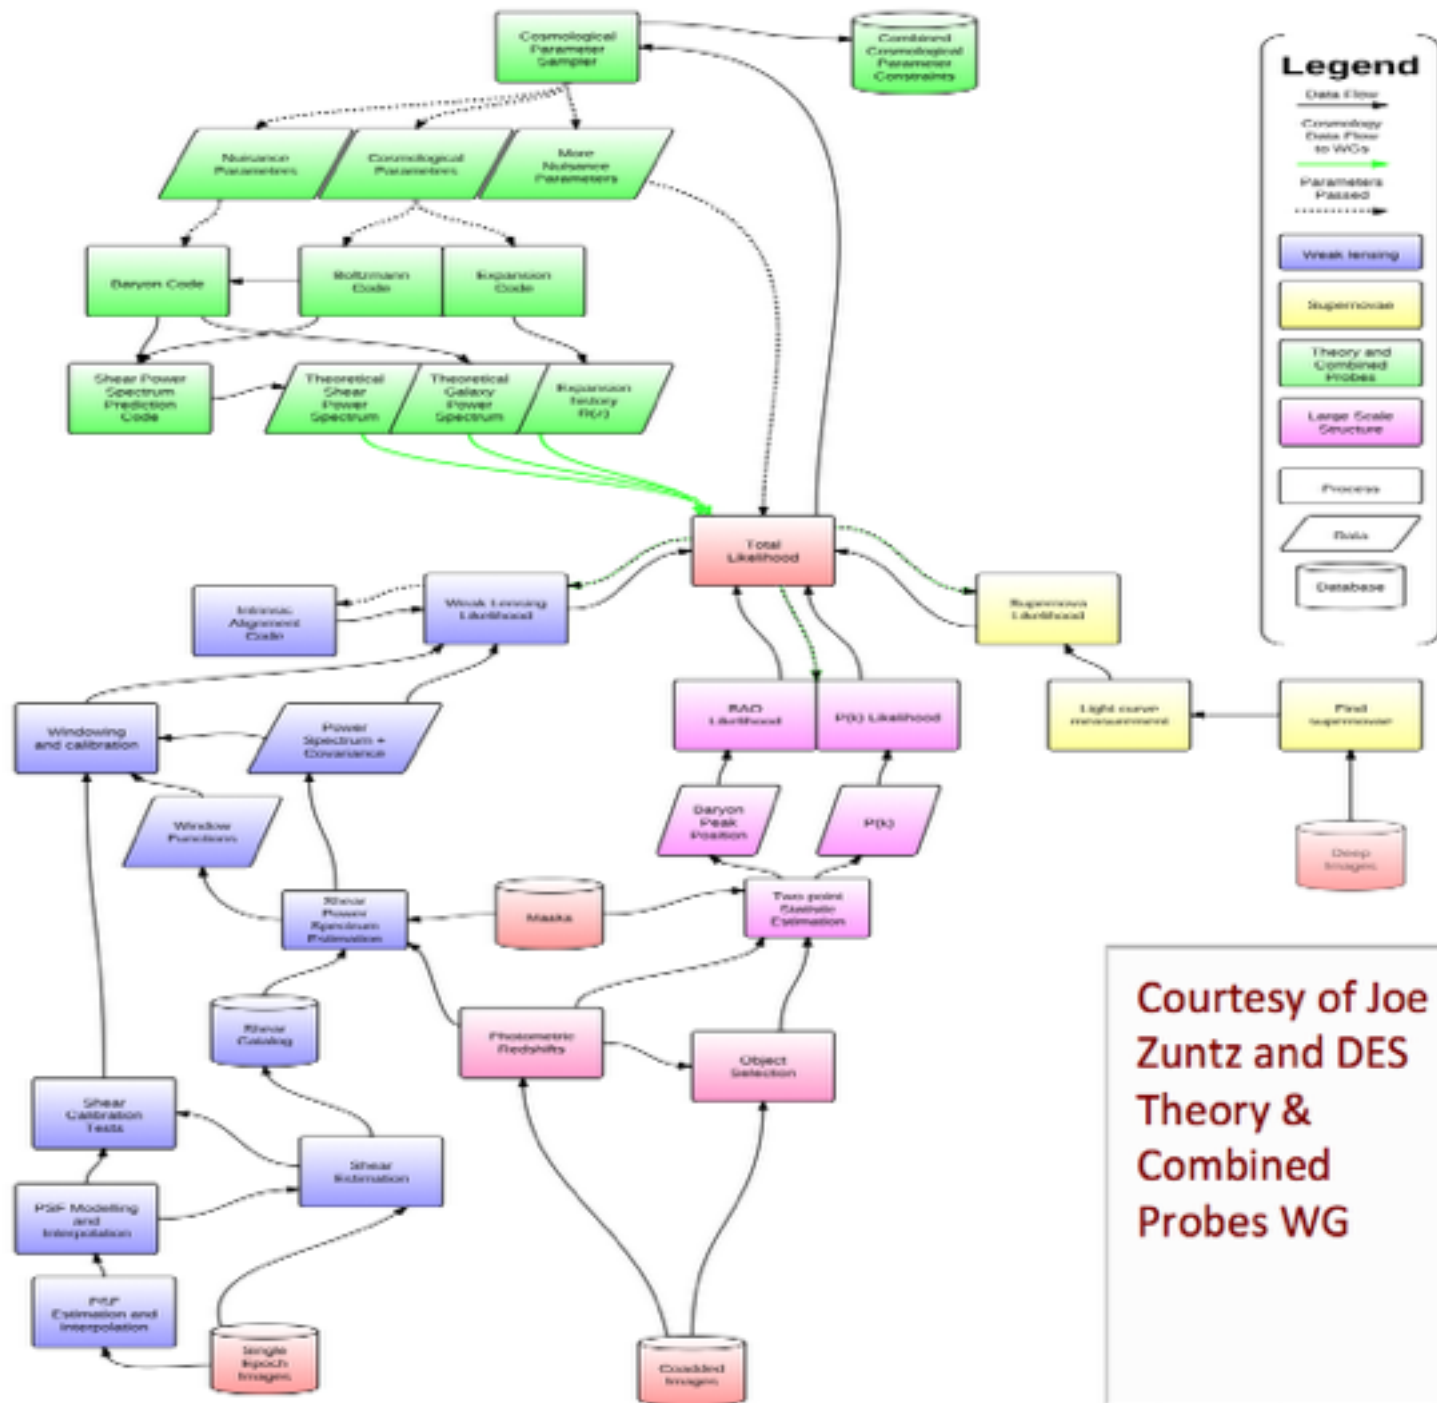 Cosmological
Parameter
Sampler
Combined
Cosmological
Parameter
Constraints
Legend
Data Flow
Cosmology
Data Flow
to WGs
Parameters
Passed
Weak lensing
Supernovae
Theory and
Combined
Probes
Large Scale
Structure
Process
Data
Database
Nuisance
Parameters
Cosmological
Parameters
More
Nuisance
Parameters
Baryon Code
Boltzmann
Code
Expansion
Code
Shear Power
Spectrum
Prediction
Code
Theoretical
Shear
Power
Spectrum
Theoretical
Galaxy
Power
Spectrum
Expansion
history
Total
Likelihood
Intrinsic
Alignment
Code
Weak Lensing
Likelihood
Supernova
Likelihood
Windowing
and calibration
Power
Spectrum +
Covariance
BAO
Likelihood
P(k) Likelihood
Light curve
measurement
Find
supernovae
Window
Functions
Baryon
Peak
Position
P(k)
Deep
Images
Shear
Power
Spectrum
Estimation
Masks
Two point
Statistic
Estimation
Shear
Catalog
Photometric
Redshifts
Object
Selection
Shear
Calibration
Tests
Shear
Estimation
PSF Modelling
and
Interpolation
PSF
Estimation and
Interpolation
Single
Epoch
Images
Coadded
Images
Courtesy of Joe
Zuntz and DES
Theory &
Combined
Probes WG